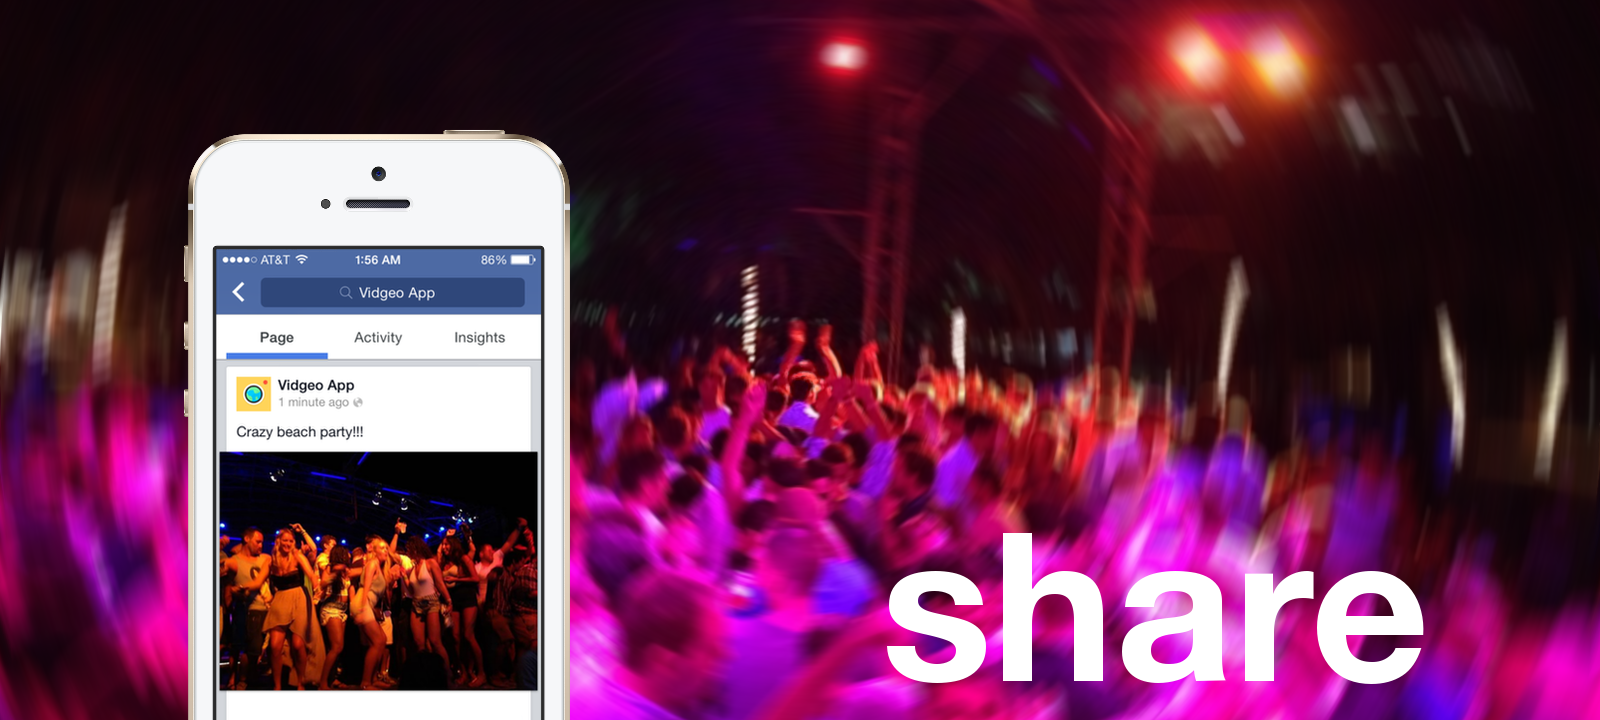 AT&T 1:56 AM 86%
Vidgeo App
Page Activity Insights
Vidgeo App
1 minute ago
Crazy beach party!!!
share